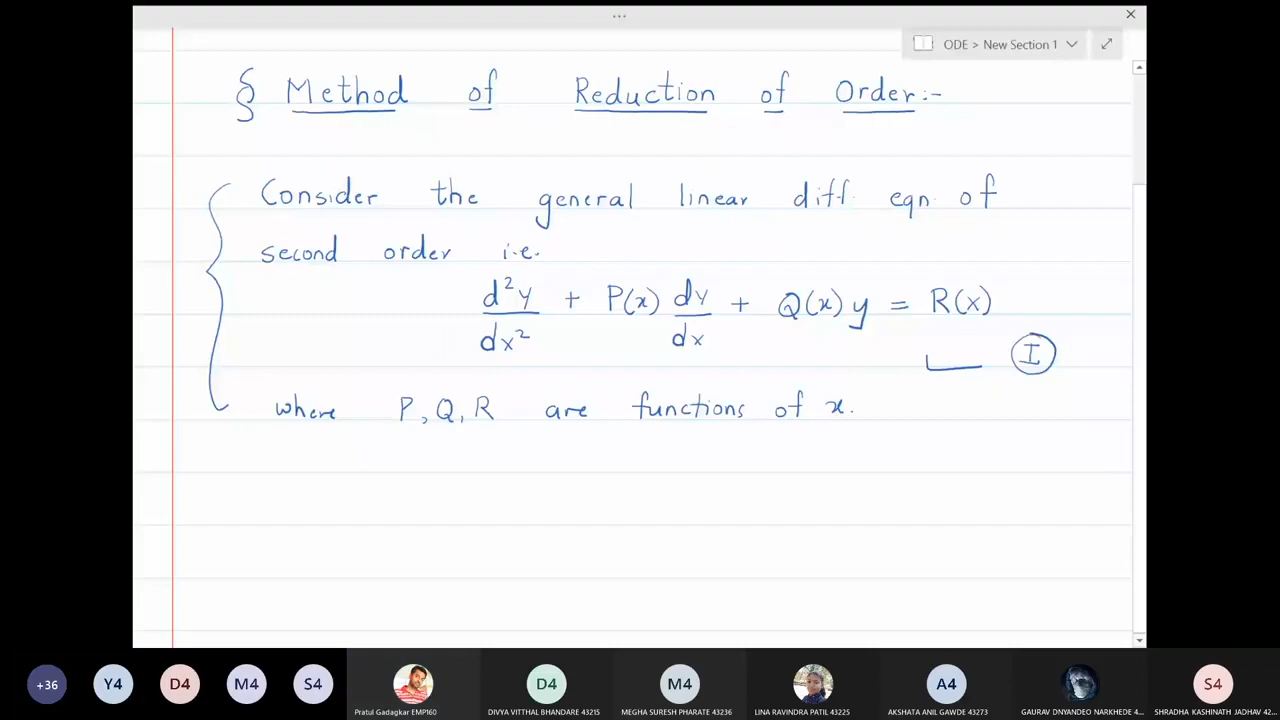 ODE > New Section 1
§ Method of Reduction of Order:-
Consider the general linear diff. eqn. of
second order i.e.
d²y/dx² + P(x) dy/dx + Q(x) y = R(x)
I
where P, Q, R are functions of x.
+36 Y4 D4 M4 S4 D4 M4 A4 S4
Pratul Gadagkar EMP160 DIVYA VITTHAL BHANDARE 43215 MEGHA SURESH PHARATE 43236 LINA RAVINDRA PATIL 43225 AKSHATA ANIL GAWDE 43273 GAURAV DNYANDEO NARKHEDE 4... SHRADHA KASHINATH JADHAV 42...